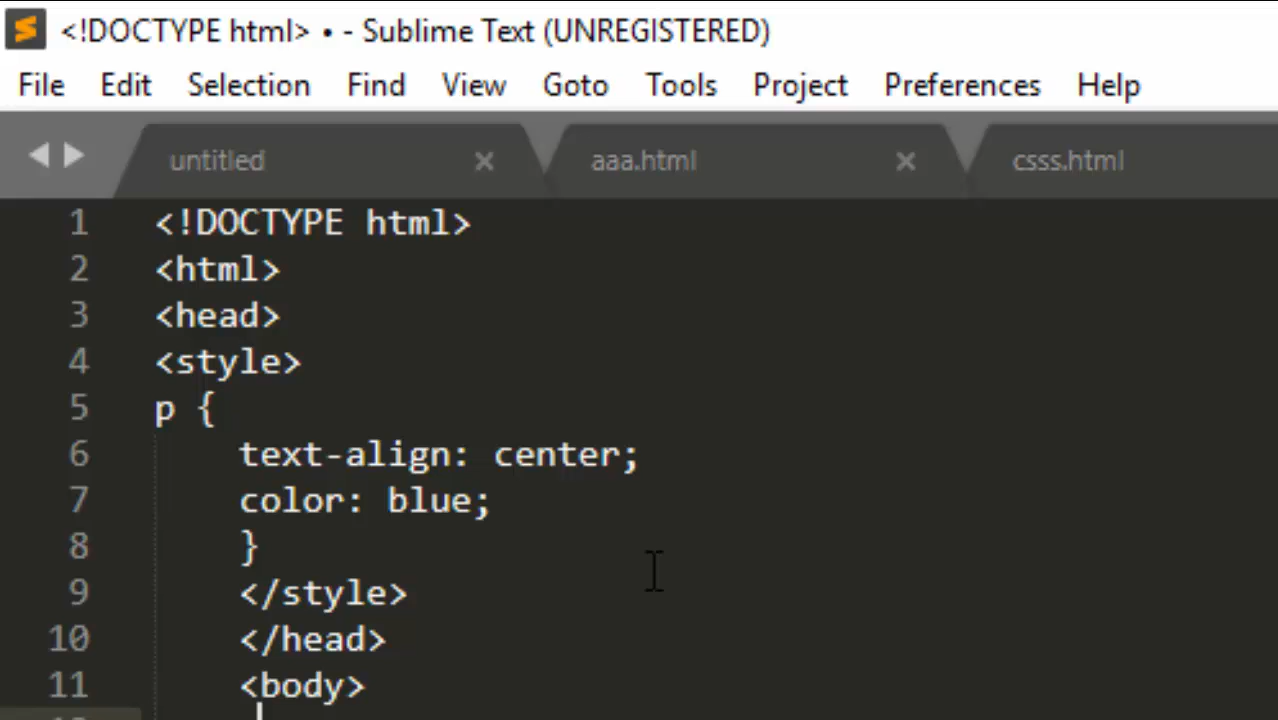 <!DOCTYPE html> • - Sublime Text (UNREGISTERED)
File Edit Selection Find View Goto Tools Project Preferences Help
untitled × aaa.html × csss.html
1 <!DOCTYPE html>
2 <html>
3 <head>
4 <style>
5 p {
6 text-align: center;
7 color: blue;
8 }
9 </style>
10 </head>
11 <body>